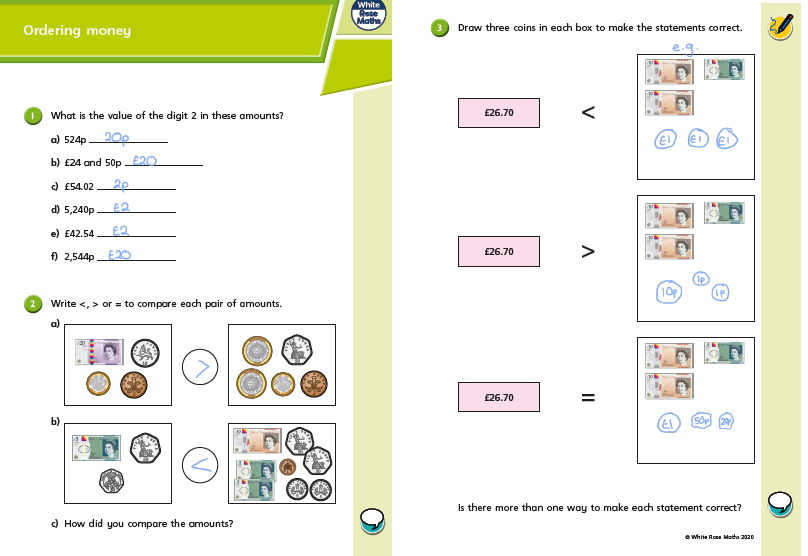 Ordering money
White
Rose
Maths
1 What is the value of the digit 2 in these amounts?
a) 524p 20p
b) £24 and 50p £20
c) £54.02 2p
d) 5,240p £2
e) £42.54 £2
f) 2,544p £20
2 Write <, > or = to compare each pair of amounts.
a)
>
b)
<
c) How did you compare the amounts?
3 Draw three coins in each box to make the statements correct.
e.g.
£26.70 <
£1 £1 £1
£26.70 >
10p 1p 1p
£26.70 =
£1 50p 20p
Is there more than one way to make each statement correct?
© White Rose Maths 2020